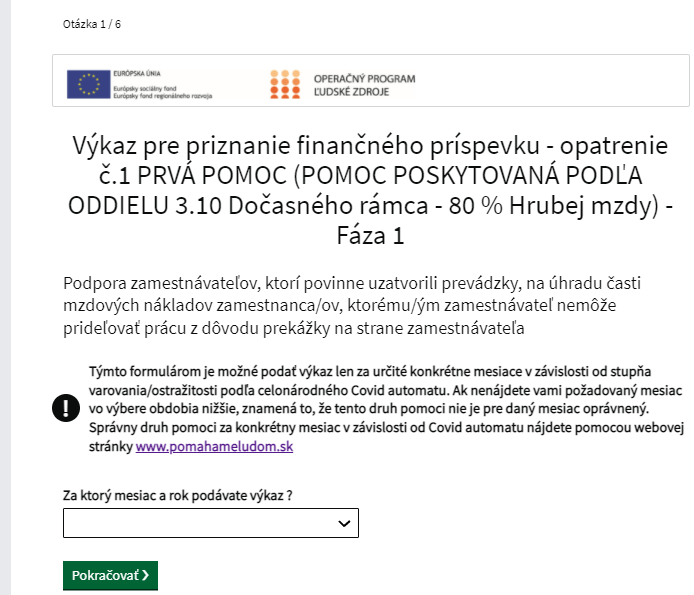 Otázka 1 / 6
EURÓPSKA ÚNIA
Európsky sociálny fond
Európsky fond regionálneho rozvoja
OPERAČNÝ PROGRAM
ĽUDSKÉ ZDROJE
Výkaz pre priznanie finančného príspevku - opatrenie
č.1 PRVÁ POMOC (POMOC POSKYTOVANÁ PODĽA
ODDIELU 3.10 Dočasného rámca - 80 % Hrubej mzdy) -
Fáza 1
Podpora zamestnávateľov, ktorí povinne uzatvorili prevádzky, na úhradu časti
mzdových nákladov zamestnanca/ov, ktorému/ým zamestnávateľ nemôže
prideľovať prácu z dôvodu prekážky na strane zamestnávateľa
Týmto formulárom je možné podať výkaz len za určité konkrétne mesiace v závislosti od stupňa
varovania/ostražitosti podľa celonárodného Covid automatu. Ak nenájdete vami požadovaný mesiac
vo výbere obdobia nižšie, znamená to, že tento druh pomoci nie je pre daný mesiac oprávnený.
Správny druh pomoci za konkrétny mesiac v závislosti od Covid automatu nájdete pomocou webovej
stránky www.pomahameludom.sk
Za ktorý mesiac a rok podávate výkaz ?
Pokračovať ❯